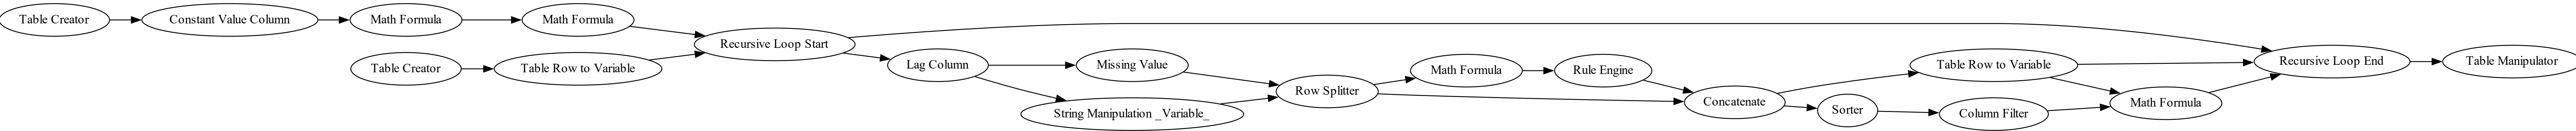 Table Creator
Constant Value Column
Math Formula
Math Formula
Recursive Loop Start
Table Creator
Table Row to Variable
Lag Column
Missing Value
String Manipulation _Variable_
Row Splitter
Math Formula
Rule Engine
Concatenate
Table Row to Variable
Sorter
Column Filter
Math Formula
Recursive Loop End
Table Manipulator